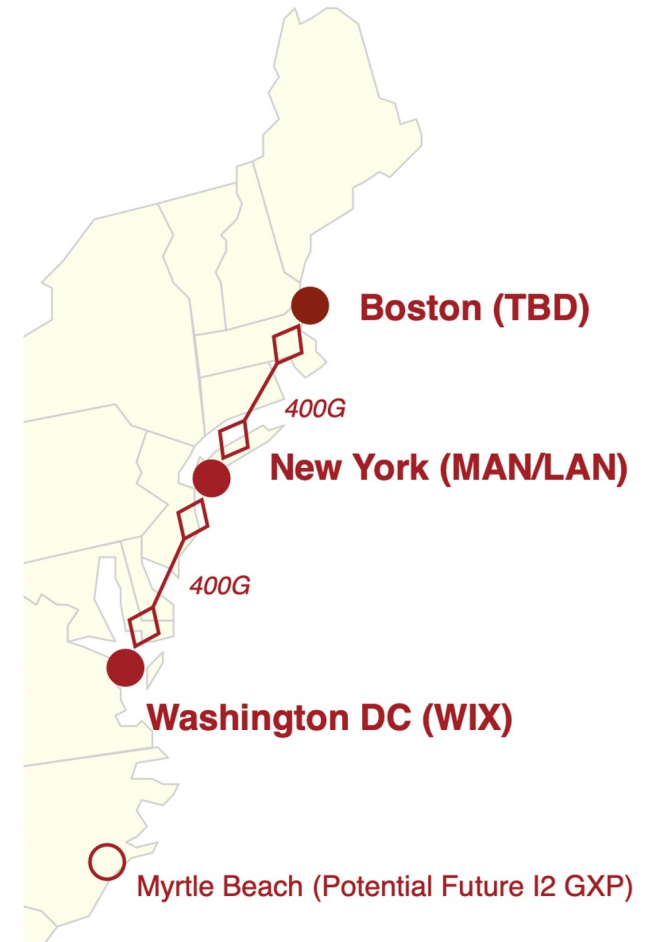 Boston (TBD)
400G
New York (MAN/LAN)
400G
Washington DC (WIX)
Myrtle Beach (Potential Future I2 GXP)